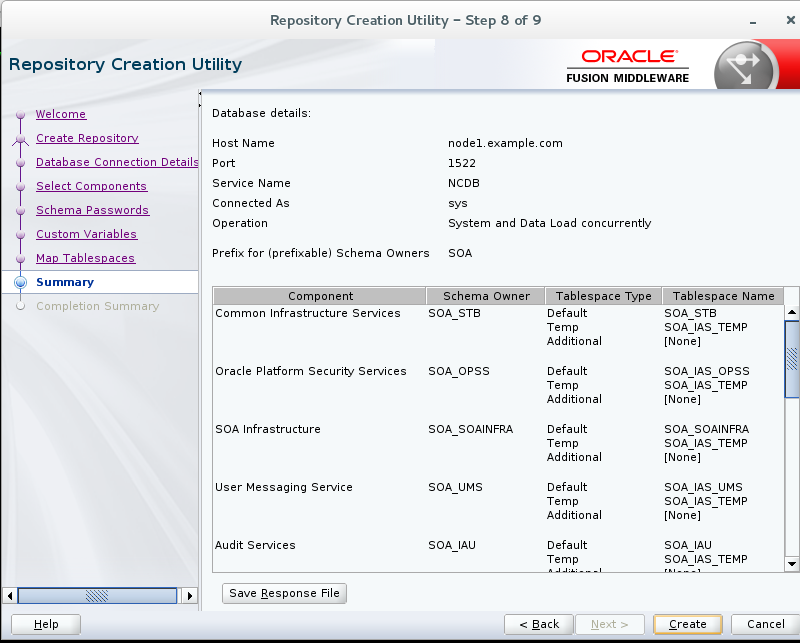 Repository Creation Utility – Step 8 of 9
Repository Creation Utility
ORACLE
FUSION MIDDLEWARE
Welcome
Create Repository
Database Connection Details
Select Components
Schema Passwords
Custom Variables
Map Tablespaces
Summary
Completion Summary
Database details:
Host Name node1.example.com
Port 1522
Service Name NCDB
Connected As sys
Operation System and Data Load concurrently
Prefix for (prefixable) Schema Owners SOA
Component Schema Owner Tablespace Type Tablespace Name
Common Infrastructure Services SOA_STB Default SOA_STB
Temp SOA_IAS_TEMP
Additional [None]
Oracle Platform Security Services SOA_OPSS Default SOA_IAS_OPSS
Temp SOA_IAS_TEMP
Additional [None]
SOA Infrastructure SOA_SOAINFRA Default SOA_SOAINFRA
Temp SOA_IAS_TEMP
Additional [None]
User Messaging Service SOA_UMS Default SOA_IAS_UMS
Temp SOA_IAS_TEMP
Additional [None]
Audit Services SOA_IAU Default SOA_IAU
Temp SOA_IAS_TEMP
Save Response File
Help < Back Next > Create Cancel